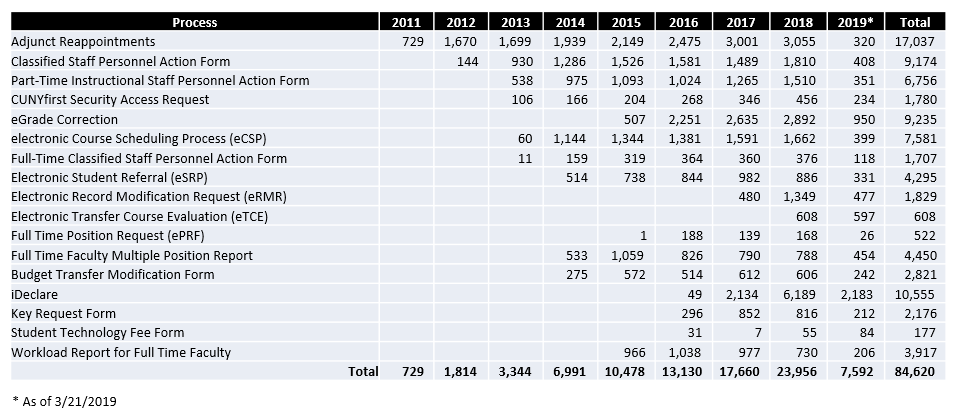 Process 2011 2012 2013 2014 2015 2016 2017 2018 2019* Total
Adjunct Reappointments 729 1,670 1,699 1,939 2,149 2,475 3,001 3,055 320 17,037
Classified Staff Personnel Action Form 144 930 1,286 1,526 1,581 1,489 1,810 408 9,174
Part-Time Instructional Staff Personnel Action Form 538 975 1,093 1,024 1,265 1,510 351 6,756
CUNYfirst Security Access Request 106 166 204 268 346 456 234 1,780
eGrade Correction 507 2,251 2,635 2,892 950 9,235
electronic Course Scheduling Process (eCSP) 60 1,144 1,344 1,381 1,591 1,662 399 7,581
Full-Time Classified Staff Personnel Action Form 11 159 319 364 360 376 118 1,707
Electronic Student Referral (eSRP) 514 738 844 982 886 331 4,295
Electronic Record Modification Request (eRMR) 480 1,349 477 1,829
Electronic Transfer Course Evaluation (eTCE) 608 597 608
Full Time Position Request (ePRF) 1 188 139 168 26 522
Full Time Faculty Multiple Position Report 533 1,059 826 790 788 454 4,450
Budget Transfer Modification Form 275 572 514 612 606 242 2,821
iDeclare 49 2,134 6,189 2,183 10,555
Key Request Form 296 852 816 212 2,176
Student Technology Fee Form 31 7 55 84 177
Workload Report for Full Time Faculty 966 1,038 977 730 206 3,917
Total 729 1,814 3,344 6,991 10,478 13,130 17,660 23,956 7,592 84,620
* As of 3/21/2019